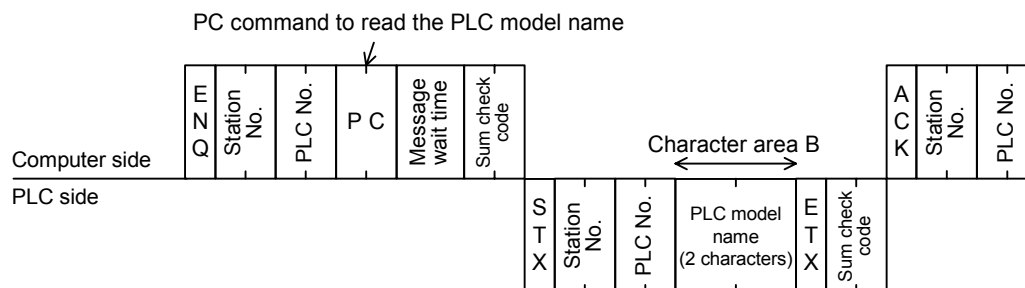 PC command to read the PLC model name
E
N
Q
Station
No.
PLC No.
P C
Message
wait time
Sum check
code
A
C
K
Station
No.
PLC No.
Computer side
Character area B
PLC side
S
T
X
Station
No.
PLC No.
PLC model
name
(2 characters)
E
T
X
Sum check
code